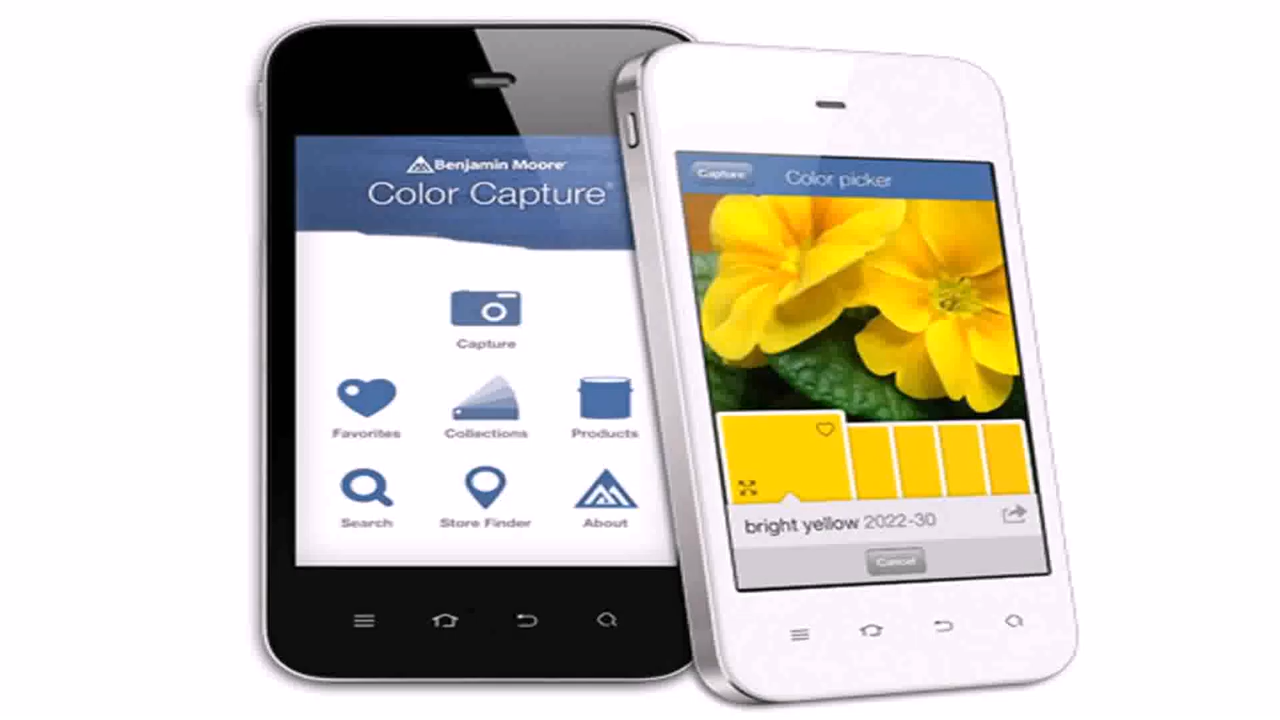 Benjamin Moore
Color Capture®
Capture
Favorites
Collections
Products
Search
Store Finder
About
Capture
Color picker
bright yellow 2022-30
Cancel